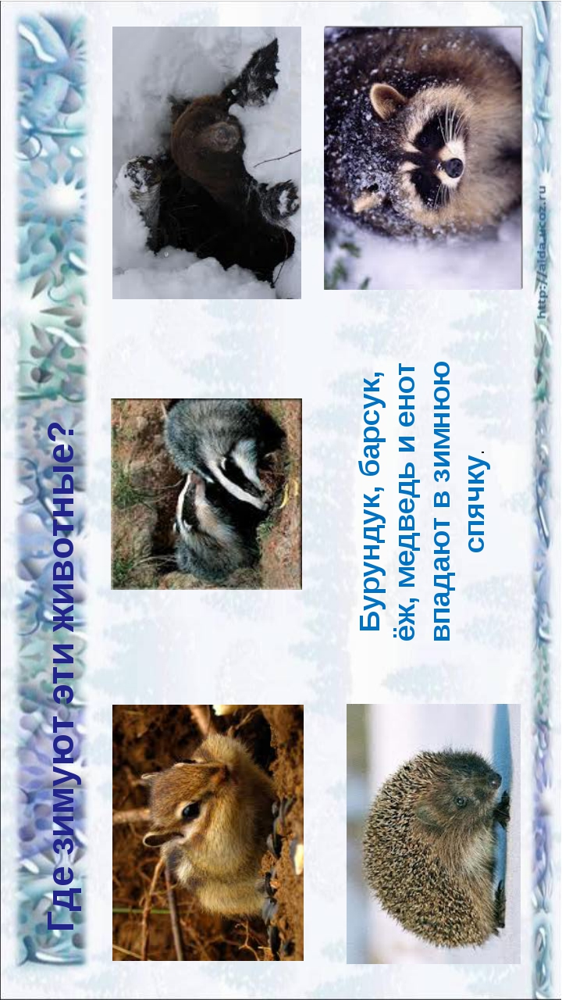 Где зимуют эти животные?
Бурундук, барсук,
ёж, медведь и енот
впадают в зимнюю
спячку.
http://aida.ucoz.ru